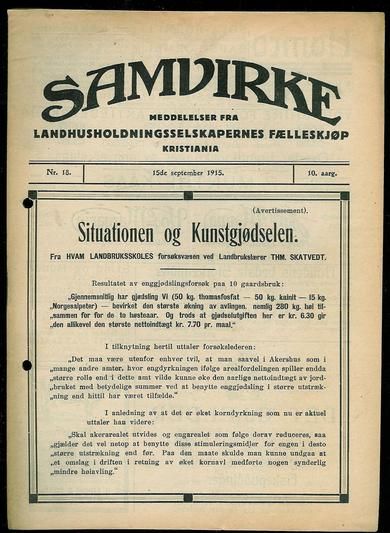 SAMVIRKE
MEDDELELSER FRA
LANDHUSHOLDNINGSSELSKAPERNES FÆLLESKJØP
KRISTIANIA
Nr. 18. 15de september 1915. 10. aarg.
(Avertissement).
Situationen og Kunstgjødselen.
Fra HVAM LANDBRUKSSKOLES forsøksvæsen ved Landbrukslærer THM. SKATVEDT.
Resultatet av enggjødslingsforsøk paa 10 gaardsbruk:
„Gjennemsnitlig har gjødsling VI (50 kg. thomasfosfat — 50 kg. kainit — 15 kg.
„Norgesalpeter) — bevirket den største økning av avlingen. nemlig 280 kg. høi til-
„sammen for for de to høstaar. Og trods at gjødselutgiften her er kr. 6.30 gir
„den allikevel den største nettoindtægt kr. 7.70 pr. maal.“
I tilknytning hertil uttaler forsøkslederen:
„Det maa være utenfor enhver tvil, at man saavel i Akershus som i
„mange andre amter, hvor engdyrkningen ifølge arealfordelingen spiller endda
„større rolle end i dette amt vilde kunne øke den aarlige nettoindtægt av jord-
„bruket med betydelige summer ved at benytte enggjødsling i større utstræk-
„ning end hittil har været tilfælde.“
I anledning av at det er øket korndyrkning som nu er aktuel
uttaler han videre:
„Skal akerarealet utvides og engarealet som følge derav reduceres, saa
„gjælder det vel netop at benytte disse stimuleringsmidler for engen i desto
„større utstrækning end før. Paa den maate skulde man kunne undgaa at
„et omslag i driften i retning av øket kornavl medførte nogen synderlig
„mindre høiavling.“